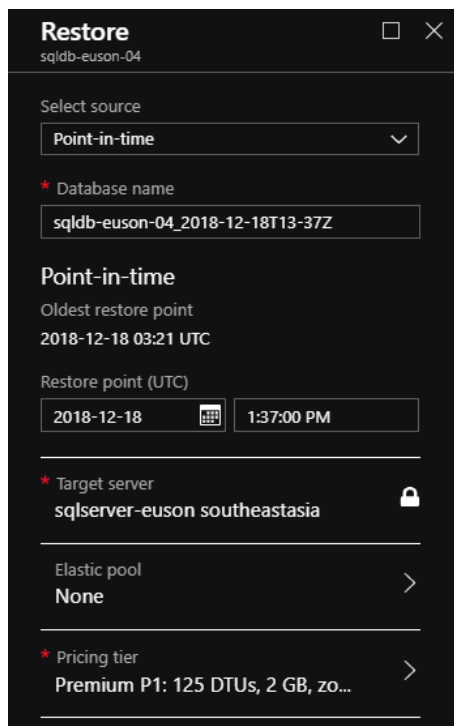 Restore
sqldb-euson-04
Select source
Point-in-time
* Database name
sqldb-euson-04_2018-12-18T13-37Z
Point-in-time
Oldest restore point
2018-12-18 03:21 UTC
Restore point (UTC)
2018-12-18 1:37:00 PM
* Target server
sqlserver-euson southeastasia
Elastic pool
None
* Pricing tier
Premium P1: 125 DTUs, 2 GB, zo...